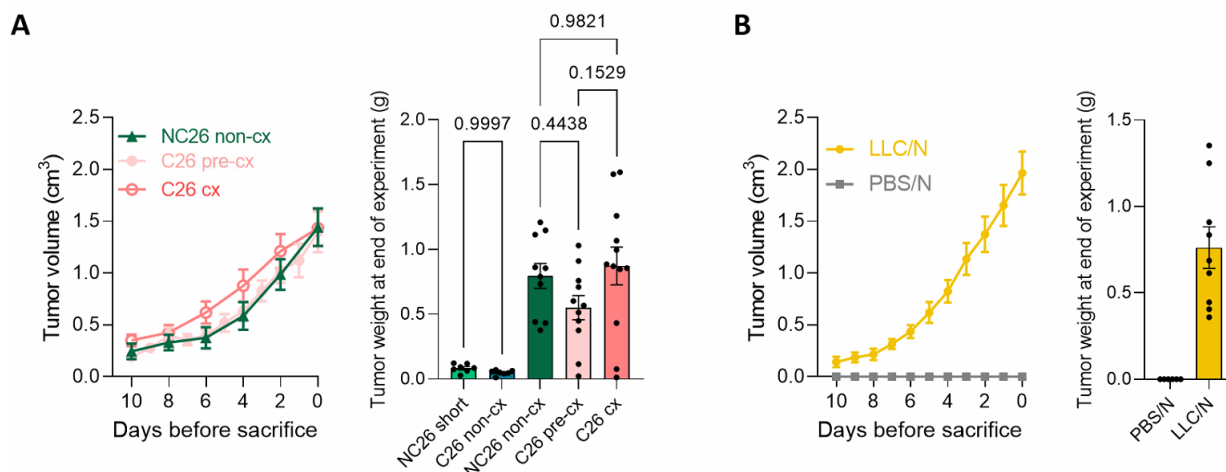 A
B
0.9821
0.1529
0.9997
0.4438
Tumor volume (cm³)
2.5
2.0
1.5
1.0
0.5
0.0
NC26 non-cx
C26 pre-cx
C26 cx
10 8 6 4 2 0
Days before sacrifice
Tumor weight at end of experiment (g)
2.0
1.5
1.0
0.5
0.0
NC26 short
C26 non-cx
NC26 non-cx
C26 pre-cx
C26 cx
Tumor volume (cm³)
2.5
2.0
1.5
1.0
0.5
0.0
LLC/N
PBS/N
10 8 6 4 2 0
Days before sacrifice
Tumor weight at end of experiment (g)
1.5
1.0
0.5
0.0
PBS/N
LLC/N